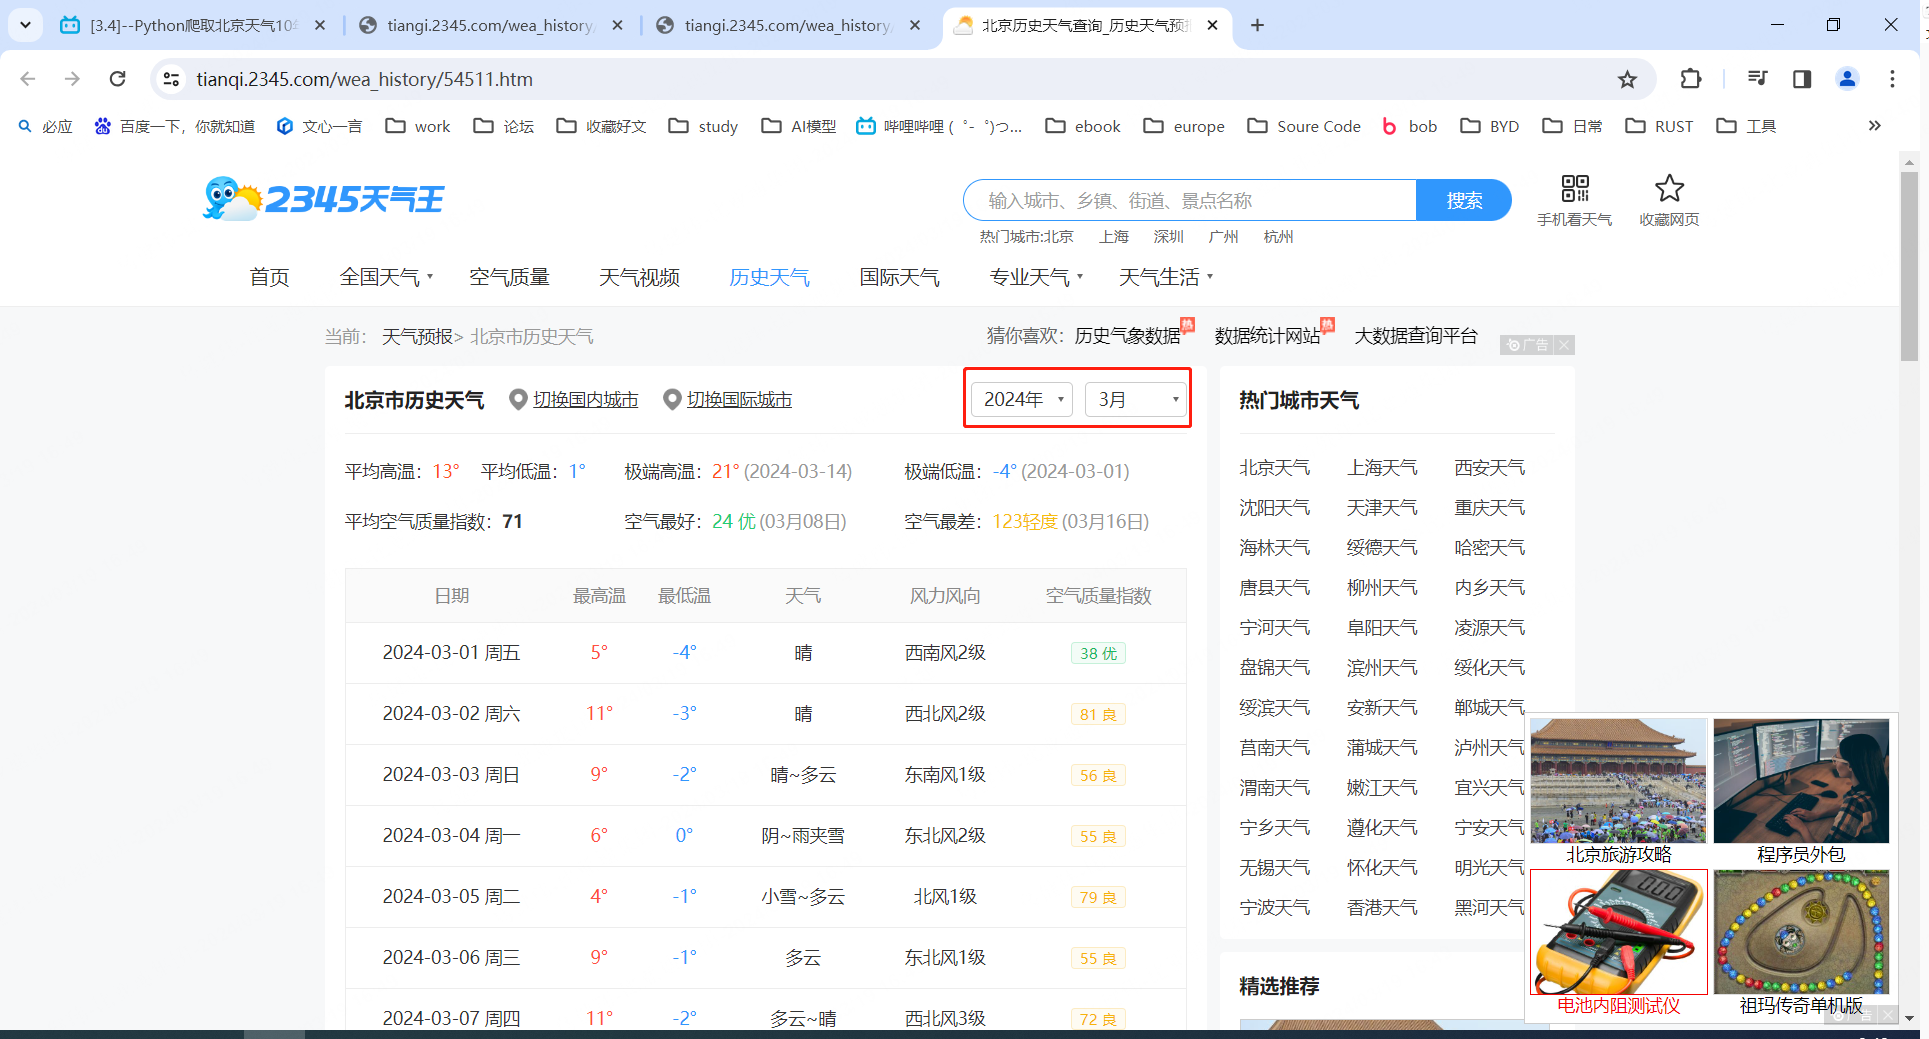 [3.4]--Python爬取北京天气10年
tianqi.2345.com/wea_history/
tianqi.2345.com/wea_history/
北京历史天气查询_历史天气预报
tianqi.2345.com/wea_history/54511.htm
必应 百度一下，你就知道 文心一言 work 论坛 收藏好文 study AI模型 哔哩哔哩 ( ゜- ゜)つ... ebook europe Soure Code bob BYD 日常 RUST 工具
2345天气王
输入城市、乡镇、街道、景点名称 搜索
手机看天气 收藏网页
热门城市:北京 上海 深圳 广州 杭州
首页 全国天气 空气质量 天气视频 历史天气 国际天气 专业天气 天气生活
当前： 天气预报> 北京市历史天气
猜你喜欢： 历史气象数据 热 数据统计网站 热 大数据查询平台
广告
北京市历史天气 切换国内城市 切换国际城市 2024年 3月
平均高温：13° 平均低温：1° 极端高温：21° (2024-03-14) 极端低温：-4° (2024-03-01)
平均空气质量指数：71 空气最好：24 优 (03月08日) 空气最差：123轻度 (03月16日)
日期 最高温 最低温 天气 风力风向 空气质量指数
2024-03-01 周五 5° -4° 晴 西南风2级 38 优
2024-03-02 周六 11° -3° 晴 西北风2级 81 良
2024-03-03 周日 9° -2° 晴~多云 东南风1级 56 良
2024-03-04 周一 6° 0° 阴~雨夹雪 东北风2级 55 良
2024-03-05 周二 4° -1° 小雪~多云 北风1级 79 良
2024-03-06 周三 9° -1° 多云 东北风1级 55 良
2024-03-07 周四 11° -2° 多云~晴 西北风3级 72 良
热门城市天气
北京天气 上海天气 西安天气
沈阳天气 天津天气 重庆天气
海林天气 绥德天气 哈密天气
唐县天气 柳州天气 内乡天气
宁河天气 阜阳天气 凌源天气
盘锦天气 滨州天气 绥化天气
绥滨天气 安新天气 郸城天气
莒南天气 蒲城天气 泸州天气
渭南天气 嫩江天气 宜兴天气
宁乡天气 遵化天气 宁安天气
无锡天气 怀化天气 明光天气
宁波天气 香港天气 黑河天气
精选推荐
北京旅游攻略 程序员外包
电池内阻测试仪 祖玛传奇单机版